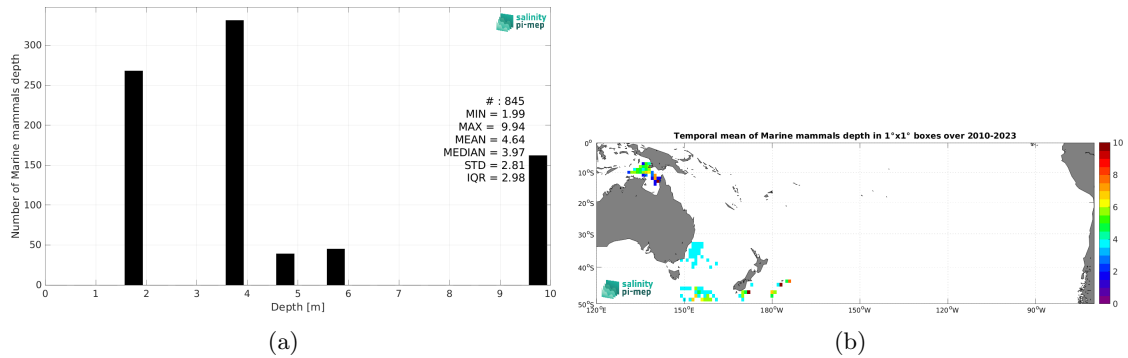 salinity
pi-mep
Number of Marine mammals depth
300
250
200
150
100
50
0
# : 845
MIN = 1.99
MAX = 9.94
MEAN = 4.64
MEDIAN = 3.97
STD = 2.81
IQR = 2.98
0 1 2 3 4 5 6 7 8 9 10
Depth [m]
(a)
Temporal mean of Marine mammals depth in 1°x1° boxes over 2010-2023
0°
10°S
20°S
30°S
40°S
50°S
120°E 150°E 180°W 150°W 120°W 90°W
10
8
6
4
2
0
salinity
pi-mep
(b)